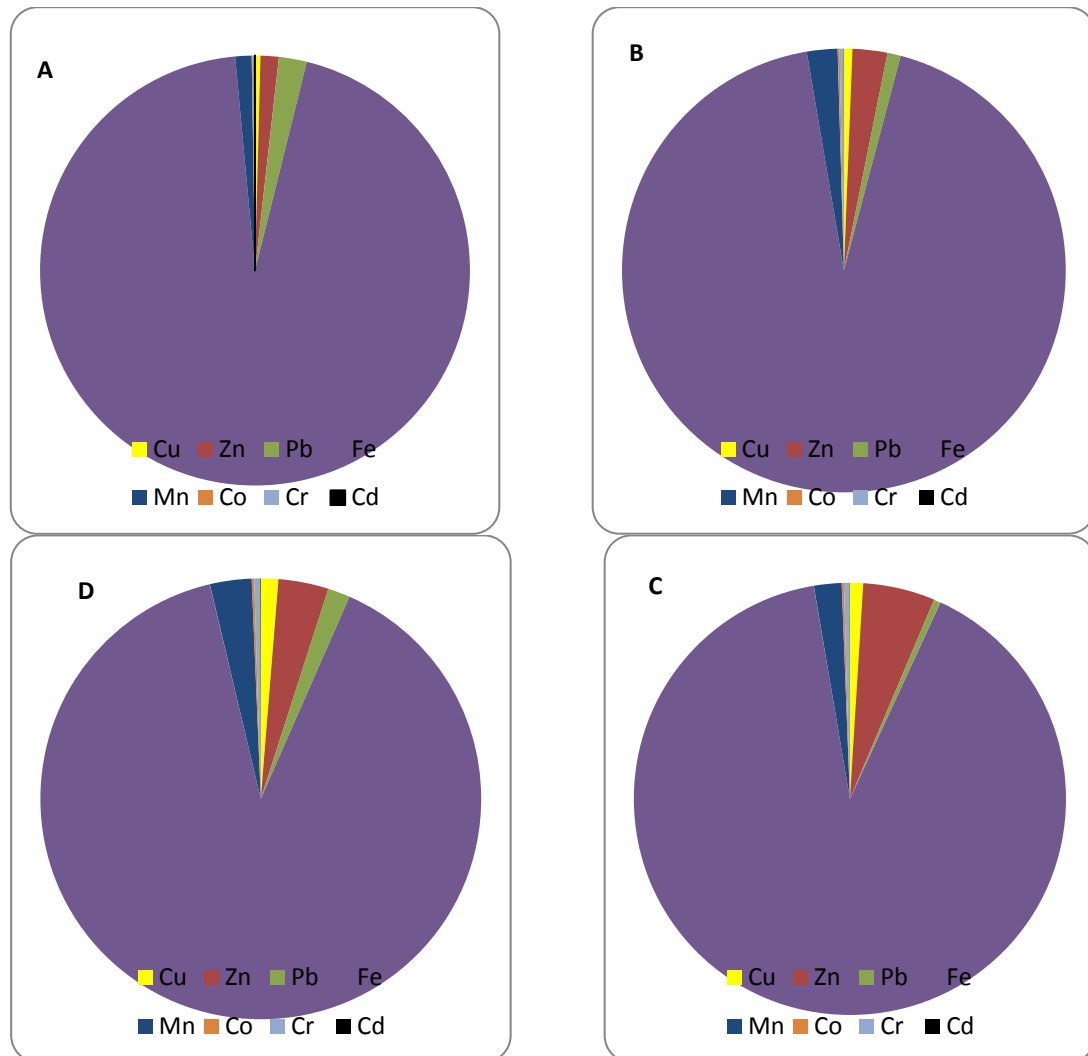 A
Cu Zn Pb Fe
Mn Co Cr Cd
B
Cu Zn Pb Fe
Mn Co Cr Cd
D
Cu Zn Pb Fe
Mn Co Cr Cd
C
Cu Zn Pb Fe
Mn Co Cr Cd